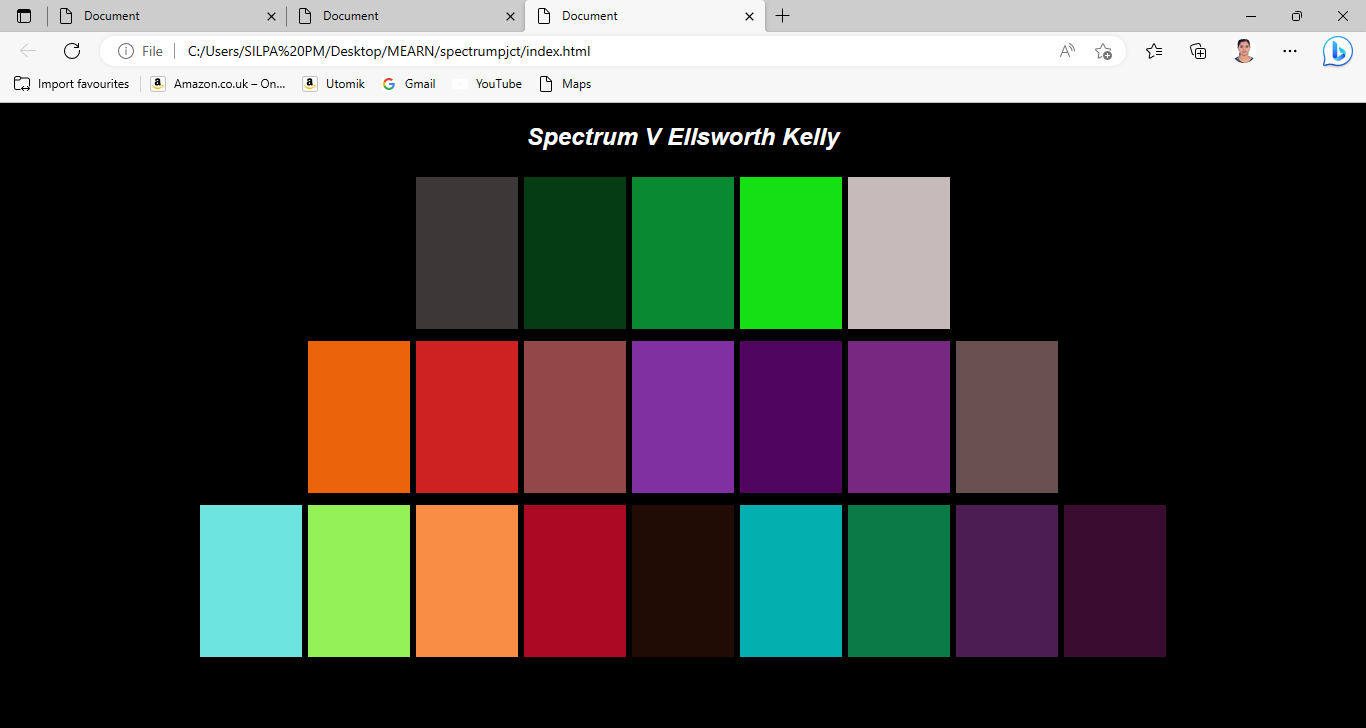 Document
Document
Document
File
C:/Users/SILPA%20PM/Desktop/MEARN/spectrumpjct/index.html
Import favourites
Amazon.co.uk – On...
Utomik
Gmail
YouTube
Maps
Spectrum V Ellsworth Kelly